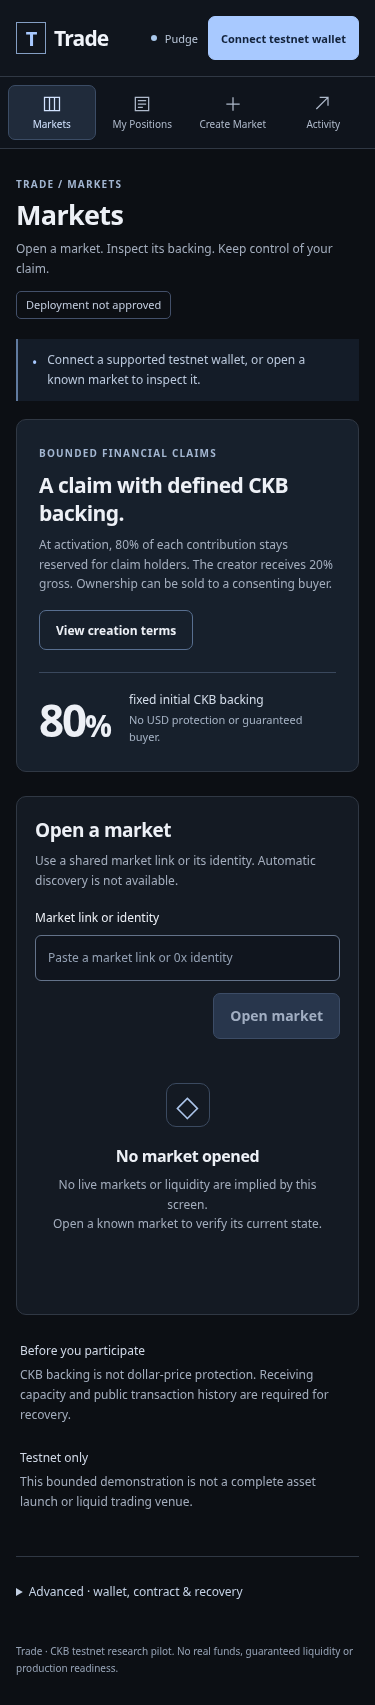 T Trade
Pudge
Connect testnet wallet
Markets
My Positions
Create Market
Activity
TRADE / MARKETS
Markets
Open a market. Inspect its backing. Keep control of your
claim.
Deployment not approved
• Connect a supported testnet wallet, or open a
known market to inspect it.
BOUNDED FINANCIAL CLAIMS
A claim with defined CKB
backing.
At activation, 80% of each contribution stays
reserved for claim holders. The creator receives 20%
gross. Ownership can be sold to a consenting buyer.
View creation terms
80%
fixed initial CKB backing
No USD protection or guaranteed
buyer.
Open a market
Use a shared market link or its identity. Automatic
discovery is not available.
Market link or identity
Paste a market link or 0x identity
Open market
No market opened
No live markets or liquidity are implied by this
screen.
Open a known market to verify its current state.
Before you participate
CKB backing is not dollar-price protection. Receiving
capacity and public transaction history are required for
recovery.
Testnet only
This bounded demonstration is not a complete asset
launch or liquid trading venue.
Advanced · wallet, contract & recovery
Trade · CKB testnet research pilot. No real funds, guaranteed liquidity or
production readiness.